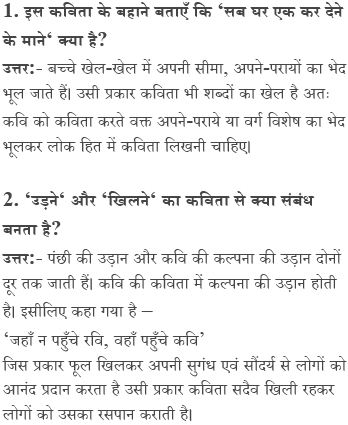 1. इस कविता के बहाने बताएँ कि ‘सब घर एक कर देने
के माने‘ क्या है?
उत्तर:- बच्चे खेल-खेल में अपनी सीमा, अपने-परायों का भेद
भूल जाते हैं। उसी प्रकार कविता भी शब्दों का खेल है अतः
कवि को कविता करते वक्त अपने-पराये या वर्ग विशेष का भेद
भूलकर लोक हित में कविता लिखनी चाहिए।
2. ‘उड़ने‘ और ‘खिलने‘ का कविता से क्या संबंध
बनता है?
उत्तर:- पंछी की उड़ान और कवि की कल्पना की उड़ान दोनों
दूर तक जाती हैं। कवि की कविता में कल्पना की उड़ान होती
है। इसीलिए कहा गया है –
‘जहाँ न पहुँचे रवि, वहाँ पहुँचे कवि’
जिस प्रकार फूल खिलकर अपनी सुगंध एवं सौंदर्य से लोगों को
आनंद प्रदान करता है उसी प्रकार कविता सदैव खिली रहकर
लोगों को उसका रसपान कराती है।